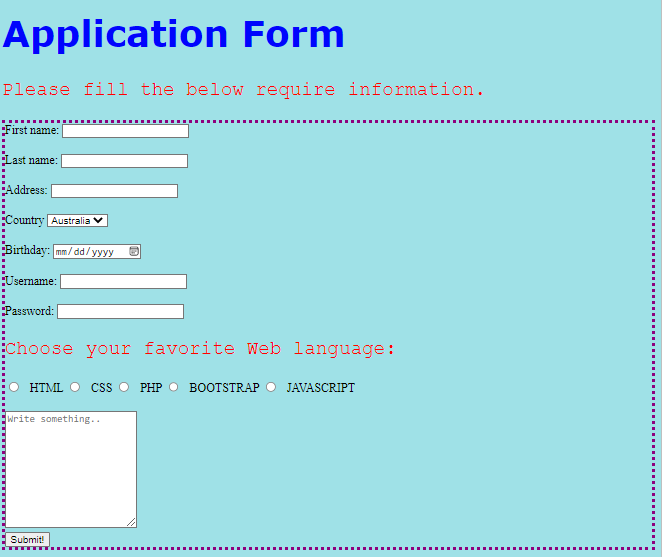 Application Form
Please fill the below require information.
First name:
Last name:
Address:
Country Australia
Birthday: mm/dd/yyyy
Username:
Password:
Choose your favorite Web language:
HTML CSS PHP BOOTSTRAP JAVASCRIPT
Write something..
Submit!